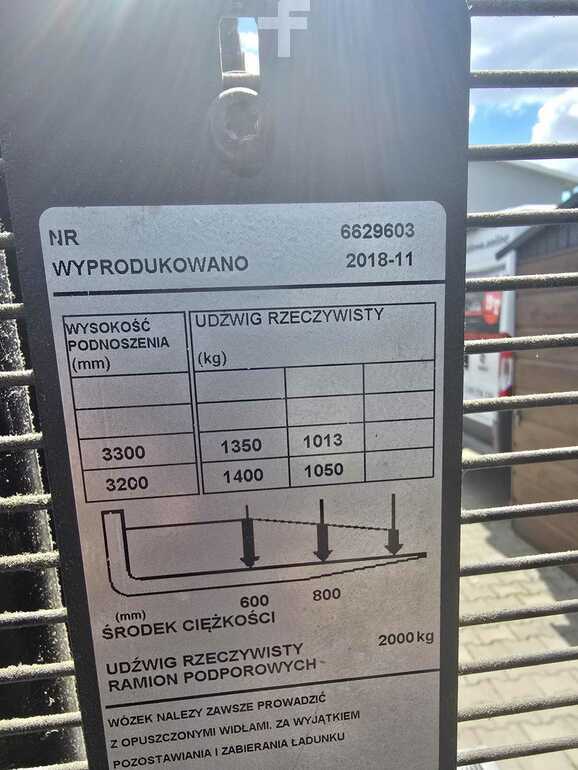 f
NR 6629603
WYPRODUKOWANO 2018-11
WYSOKOŚĆ PODNOSZENIA (mm)
UDŹWIG RZECZYWISTY (kg)
3300 1350 1013
3200 1400 1050
(mm) 600 800
ŚRODEK CIĘŻKOŚCI
UDŹWIG RZECZYWISTY 2000 kg
RAMION PODPOROWYCH
WÓZEK NALEŻY ZAWSZE PROWADZIĆ
Z OPUSZCZONYMI WIDŁAMI. ZA WYJĄTKIEM
POZOSTAWIANIA I ZABIERANIA ŁADUNKU